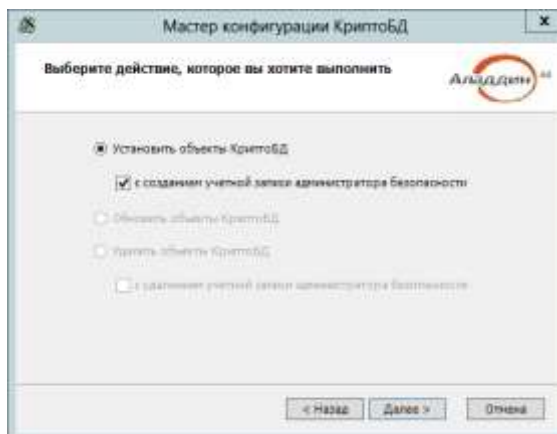 Мастер конфигурации КриптоБД
Выберите действие, которое вы хотите выполнить
Аладдин
Установить объекты КриптоБД
с созданием учетной записи администратора безопасности
Обновить объекты КриптоБД
Удалить объекты КриптоБД
с удалением учетной записи администратора безопасности
< Назад
Далее >
Отмена